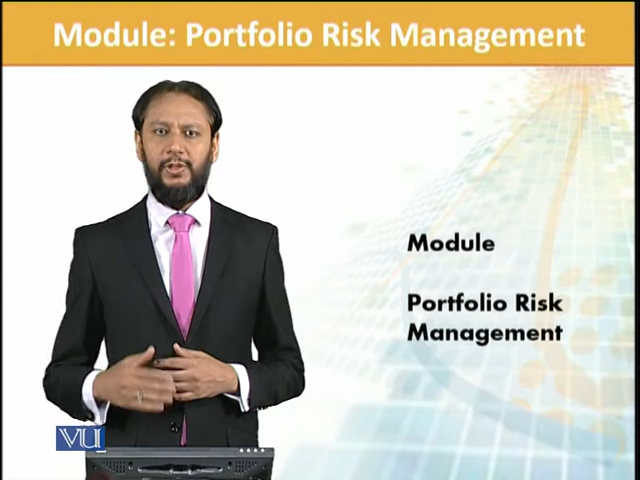 Module: Portfolio Risk Management
Module
Portfolio Risk
Management
VU